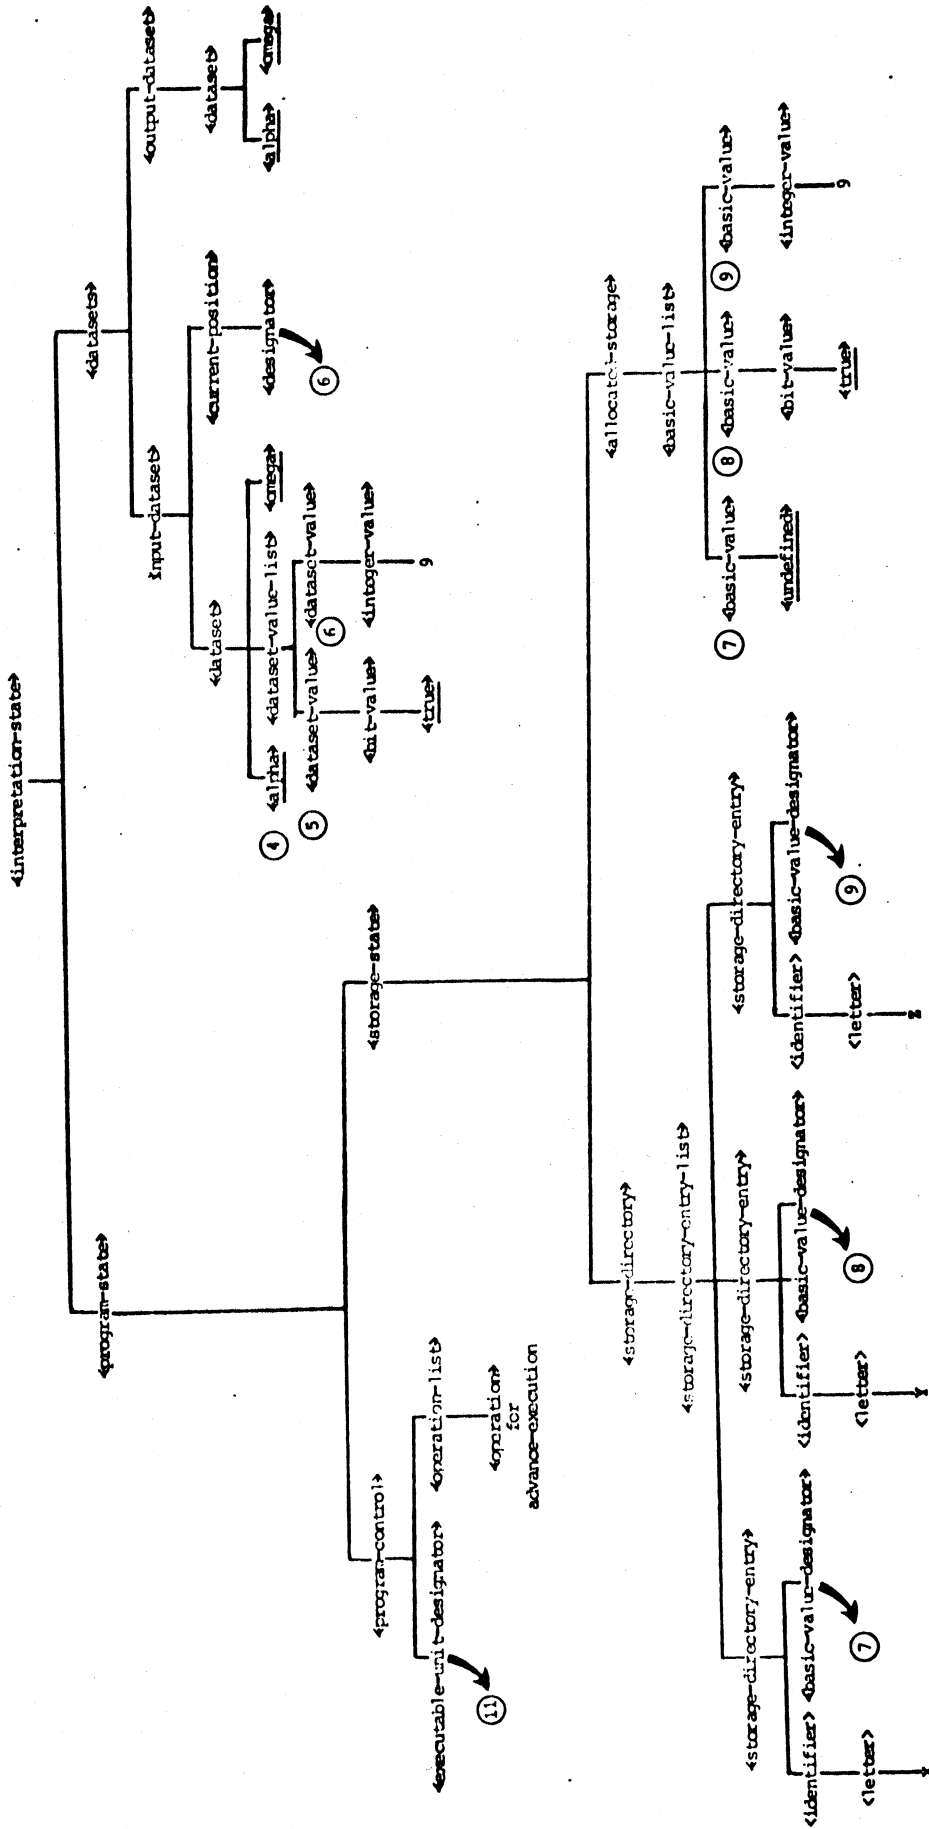 <interpretation-state>
<program-state>
<datasets>
<input-dataset>
<output-dataset>
<dataset>
<current-position>
<dataset>
<alpha>
<dataset-value-list>
<omega>
<designator>
<alpha>
<omega>
4
5
<dataset-value>
6
<dataset-value>
6
<bit-value>
<integer-value>
<true>
9
<program-control>
<storage-state>
<executable-unit-designator>
<operation-list>
11
<operation>
for
advance-execution
<storage-directory>
<allocated-storage>
<storage-directory-entry-list>
<basic-value-list>
<storage-directory-entry>
<storage-directory-entry>
<storage-directory-entry>
7
<basic-value>
8
<basic-value>
9
<basic-value>
<undefined>
<bit-value>
<integer-value>
<true>
9
<identifier>
<basic-value-designator>
<identifier>
<basic-value-designator>
<identifier>
<basic-value-designator>
7
8
9
<letter>
<letter>
<letter>
Y
Z